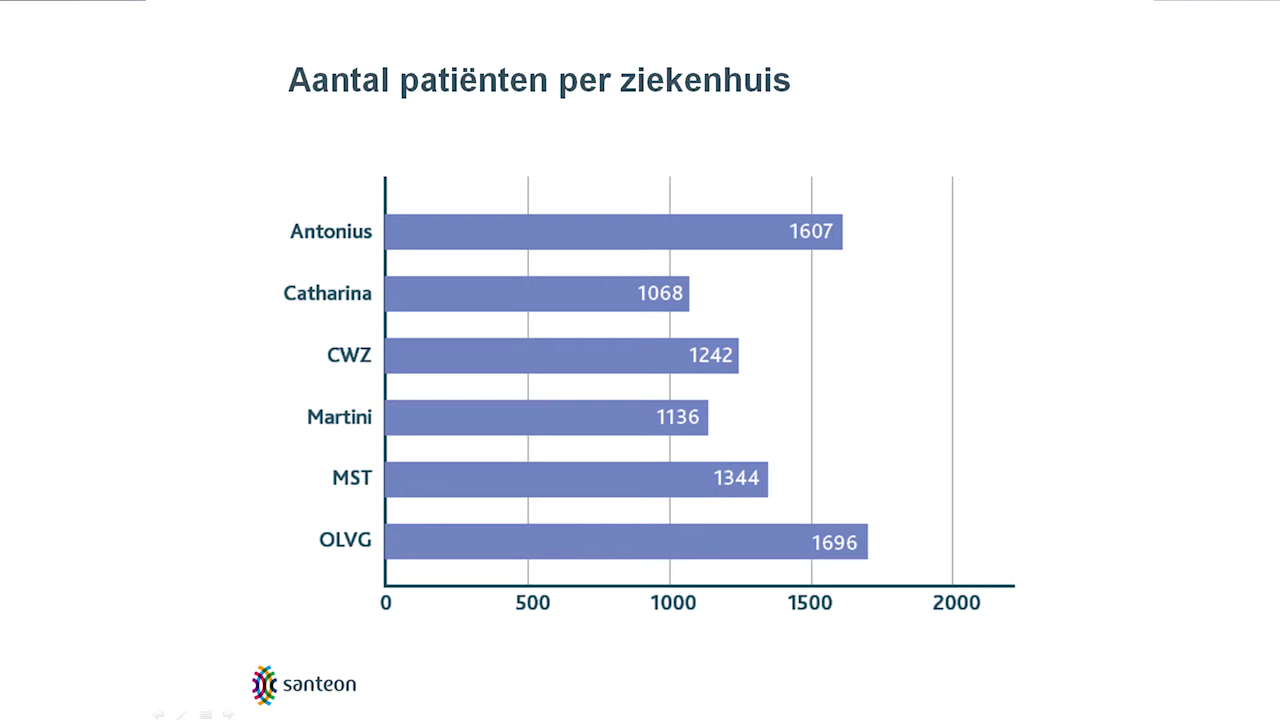 Aantal patiënten per ziekenhuis
Antonius 1607
Catharina 1068
CWZ 1242
Martini 1136
MST 1344
OLVG 1696
0 500 1000 1500 2000
santeon